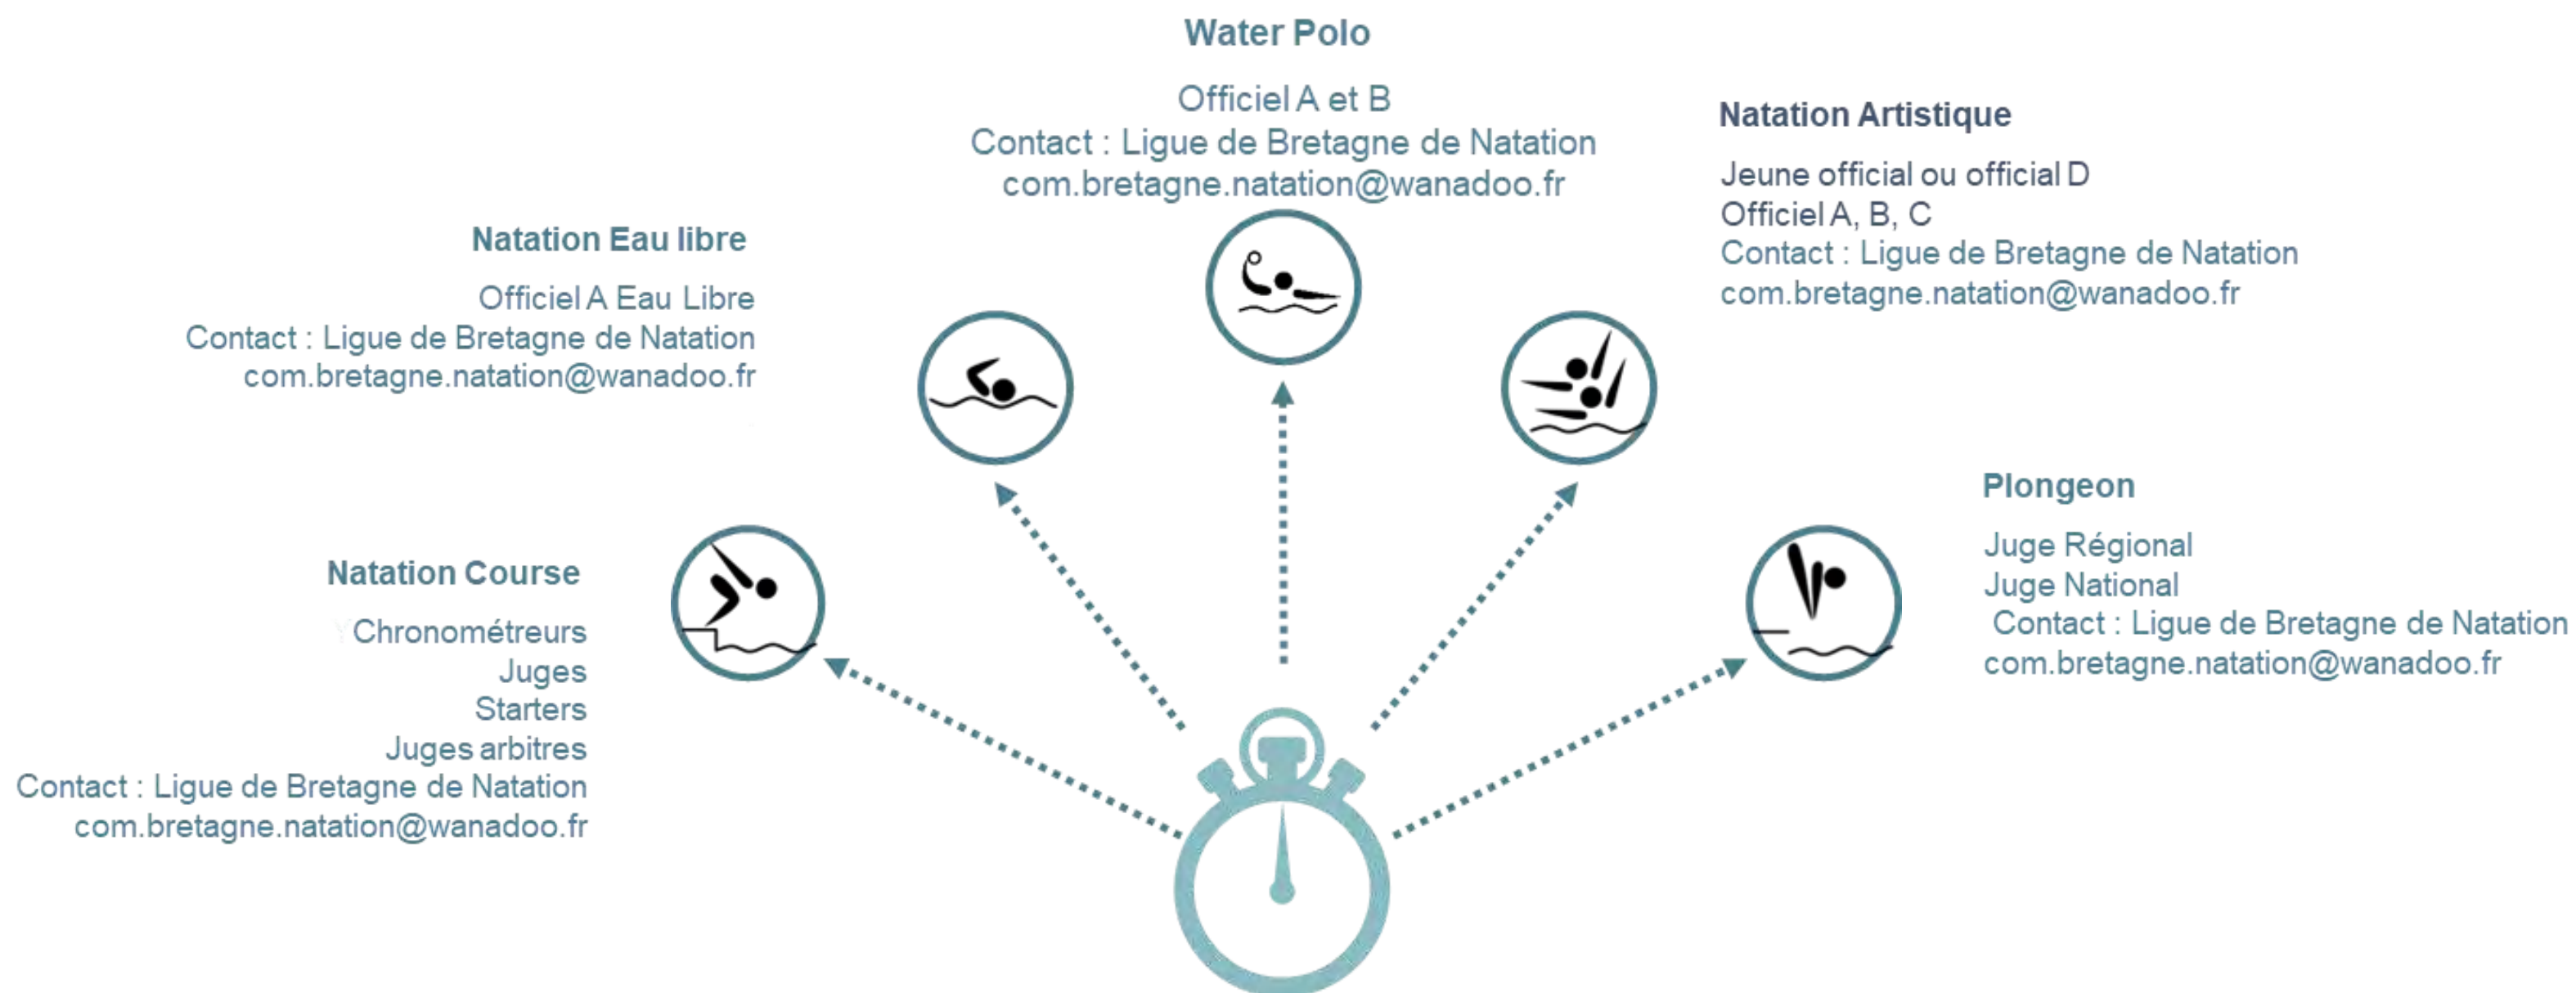 Water Polo
Officiel A et B
Contact : Ligue de Bretagne de Natation
com.bretagne.natation@wanadoo.fr
Natation Artistique
Jeune official ou official D
Officiel A, B, C
Contact : Ligue de Bretagne de Natation
com.bretagne.natation@wanadoo.fr
Natation Eau libre
Officiel A Eau Libre
Contact : Ligue de Bretagne de Natation
com.bretagne.natation@wanadoo.fr
Plongeon
Juge Régional
Juge National
Contact : Ligue de Bretagne de Natation
com.bretagne.natation@wanadoo.fr
Natation Course
Chronométreurs
Juges
Starters
Juges arbitres
Contact : Ligue de Bretagne de Natation
com.bretagne.natation@wanadoo.fr